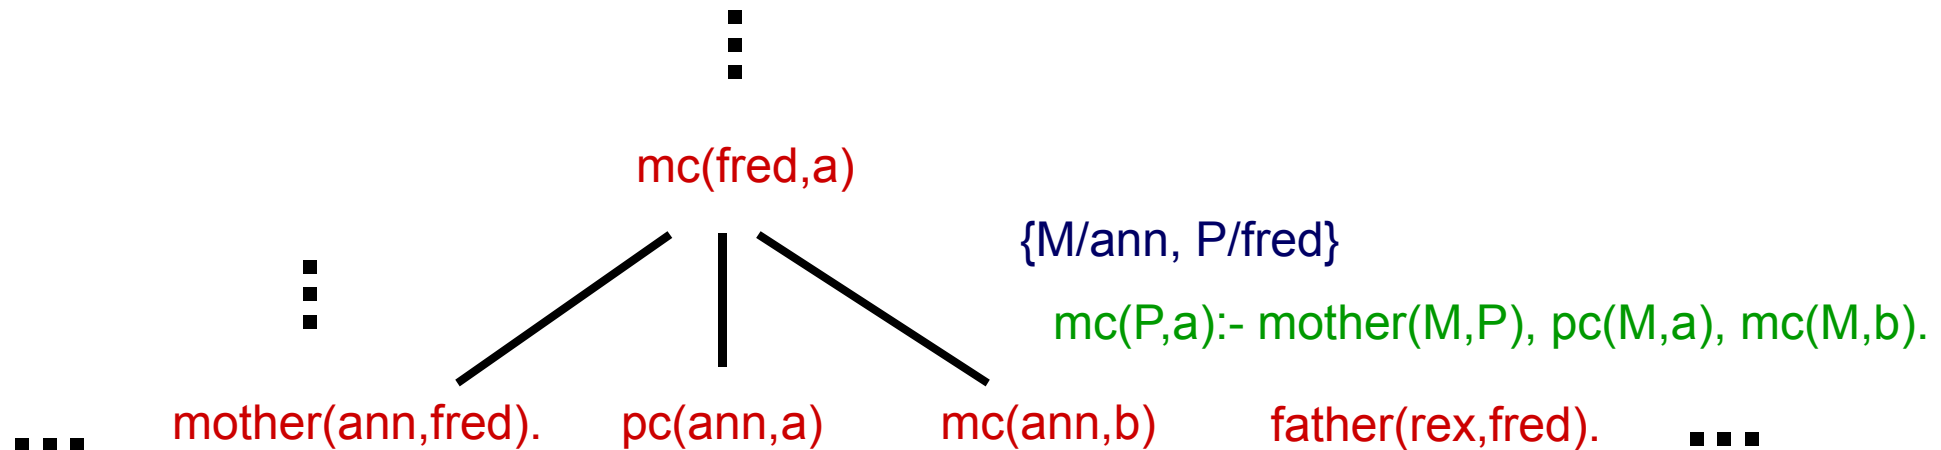 mc(fred,a)
{M/ann, P/fred}
mc(P,a):- mother(M,P), pc(M,a), mc(M,b).
mother(ann,fred). pc(ann,a) mc(ann,b) father(rex,fred).